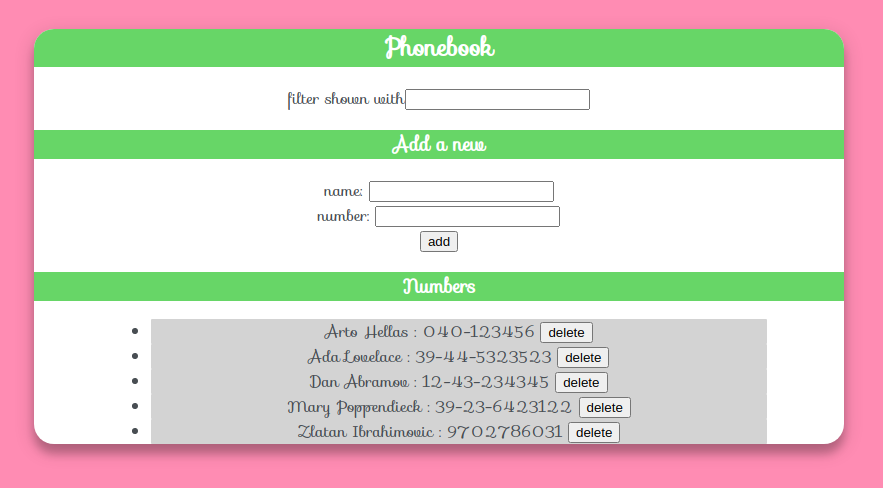 Phonebook
filter shown with
Add a new
name:
number:
add
Numbers
Arto Hellas : 040-123456 delete
Ada Lovelace : 39-44-5323523 delete
Dan Abramov : 12-43-234345 delete
Mary Poppendieck : 39-23-6423122 delete
Zlatan Ibrahimovic : 9702786031 delete